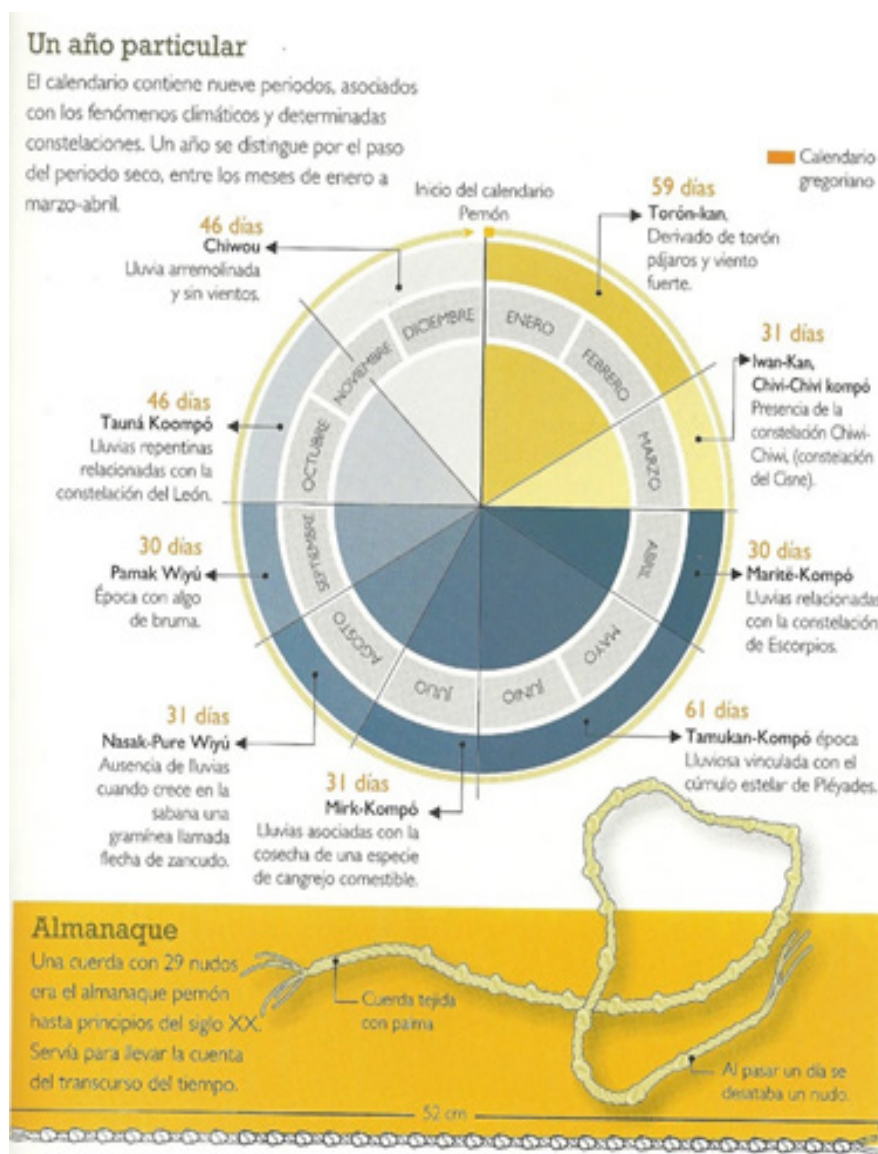 Un año particular
El calendario contiene nueve periodos, asociados
con los fenómenos climáticos y determinadas
constelaciones. Un año se distingue por el paso
del periodo seco, entre los meses de enero a
marzo-abril.
Calendario
gregoriano
Inicio del calendario
Pemón
59 días
Torón-kan,
Derivado de torón
pájaros y viento
fuerte.
31 días
Iwan-Kan,
Chivi-Chivi kompó
Presencia de la
constelación Chiwi-
Chiwi, (constelación
del Cisne).
30 días
Marité-Kompó
Lluvias relacionadas
con la constelación
de Escorpios.
61 días
Tamukan-Kompó época
Lluviosa vinculada con el
cúmulo estelar de Pléyades.
31 días
Mirk-Kompó
Lluvias asociadas con la
cosecha de una especie
de cangrejo comestible.
31 días
Nasak-Pure Wiyú
Ausencia de lluvias
cuando crece en la
sabana una
gramínea llamada
flecha de zancudo.
30 días
Pamak Wiyú
Época con algo
de bruma.
46 días
Tauná Koompó
Lluvias repentinas
relacionadas con la
constelación del León.
46 días
Chiwou
Lluvia arremolinada
y sin vientos.
ENERO
FEBRERO
MARZO
ABRIL
MAYO
JUNIO
JULIO
AGOSTO
SEPTIEMBRE
OCTUBRE
NOVIEMBRE
DICIEMBRE
Almanaque
Una cuerda con 29 nudos
era el almanaque pemón
hasta principios del siglo XX.
Servía para llevar la cuenta
del transcurso del tiempo.
Cuerda tejida
con palma
Al pasar un día se
desataba un nudo.
52 cm